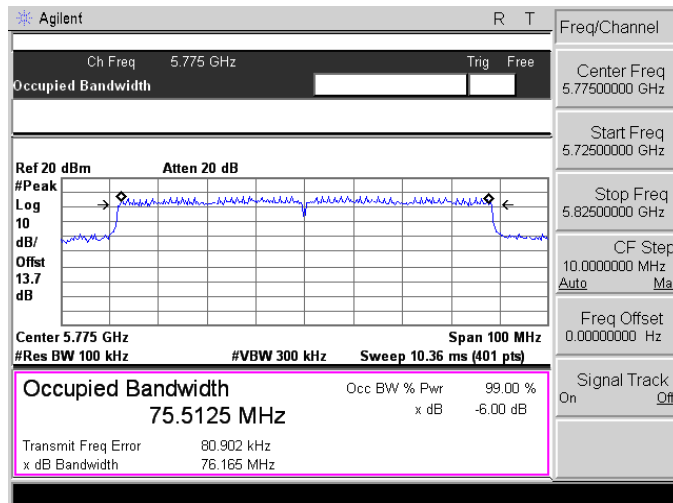 Agilent R T
Ch Freq 5.775 GHz Trig Free
Occupied Bandwidth
Ref 20 dBm Atten 20 dB
#Peak
Log
10
dB/
Offst
13.7
dB
Center 5.775 GHz Span 100 MHz
#Res BW 100 kHz #VBW 300 kHz Sweep 10.36 ms (401 pts)
Occupied Bandwidth Occ BW % Pwr 99.00 %
75.5125 MHz x dB -6.00 dB
Transmit Freq Error 80.902 kHz
x dB Bandwidth 76.165 MHz
Freq/Channel
Center Freq
5.77500000 GHz
Start Freq
5.72500000 GHz
Stop Freq
5.82500000 GHz
CF Step
10.0000000 MHz
Auto Ma
Freq Offset
0.00000000 Hz
Signal Track
On Off